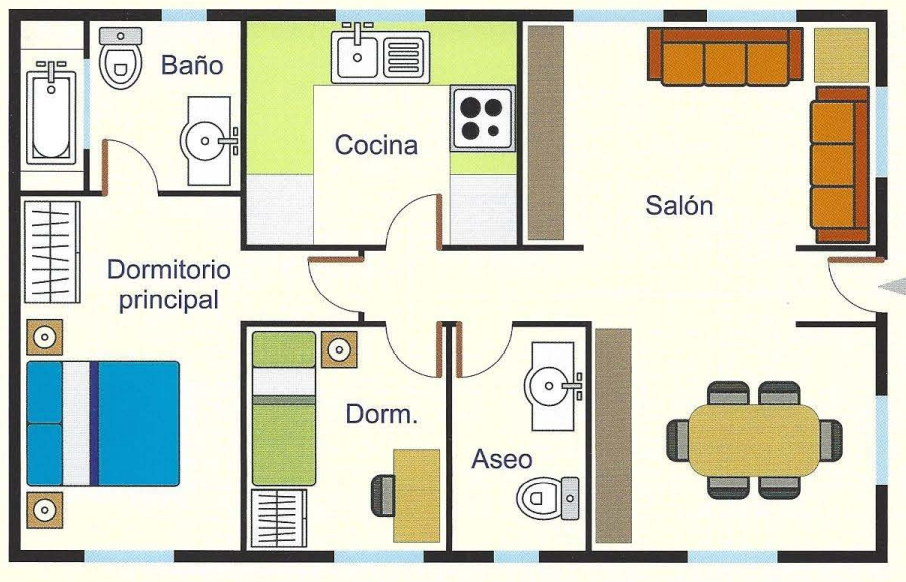 Baño
Cocina
Salón
Dormitorio
principal
Dorm.
Aseo